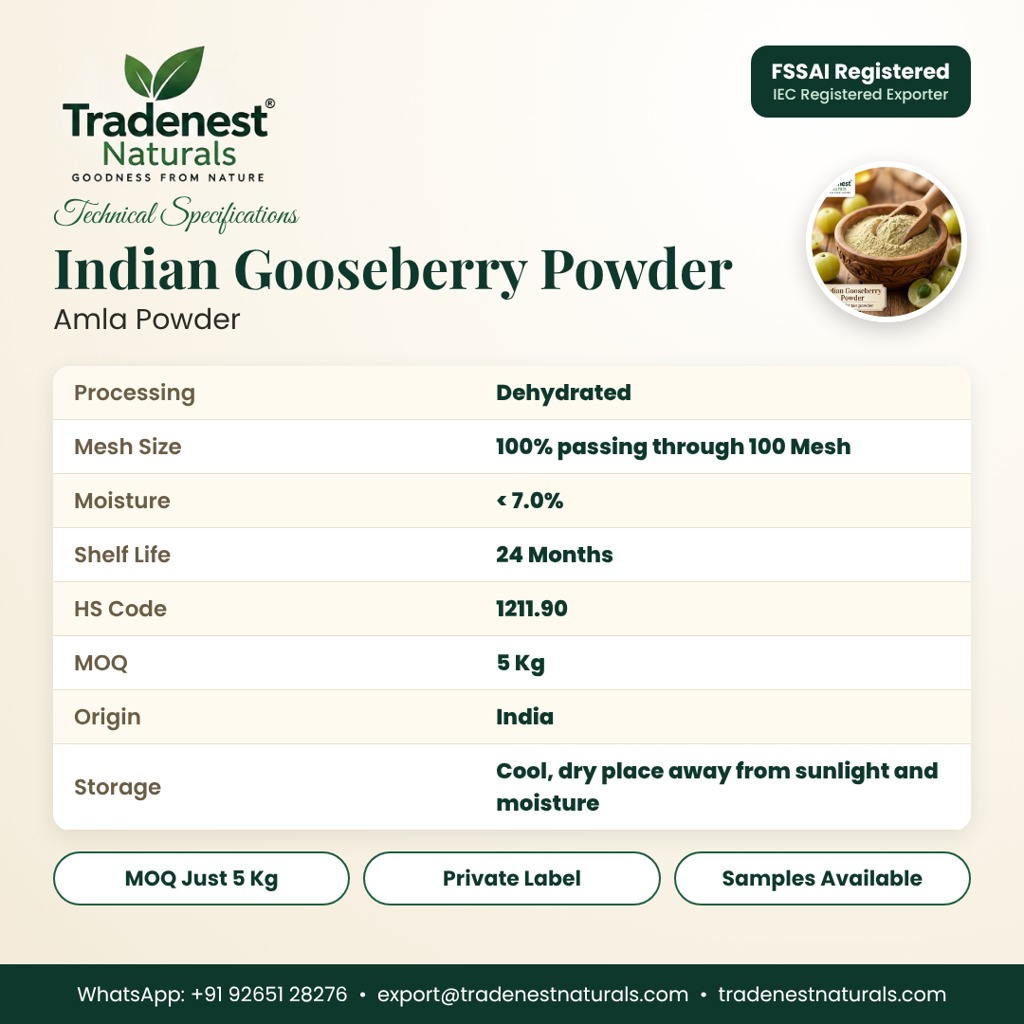 Tradenest®
Naturals
GOODNESS FROM NATURE
FSSAI Registered
IEC Registered Exporter
Technical Specifications
Indian Gooseberry Powder
Amla Powder
Gooseberry
Powder
powder
Processing Dehydrated
Mesh Size 100% passing through 100 Mesh
Moisture < 7.0%
Shelf Life 24 Months
HS Code 1211.90
MOQ 5 Kg
Origin India
Storage Cool, dry place away from sunlight and
moisture
MOQ Just 5 Kg
Private Label
Samples Available
WhatsApp: +91 92651 28276 • export@tradenestnaturals.com • tradenestnaturals.com